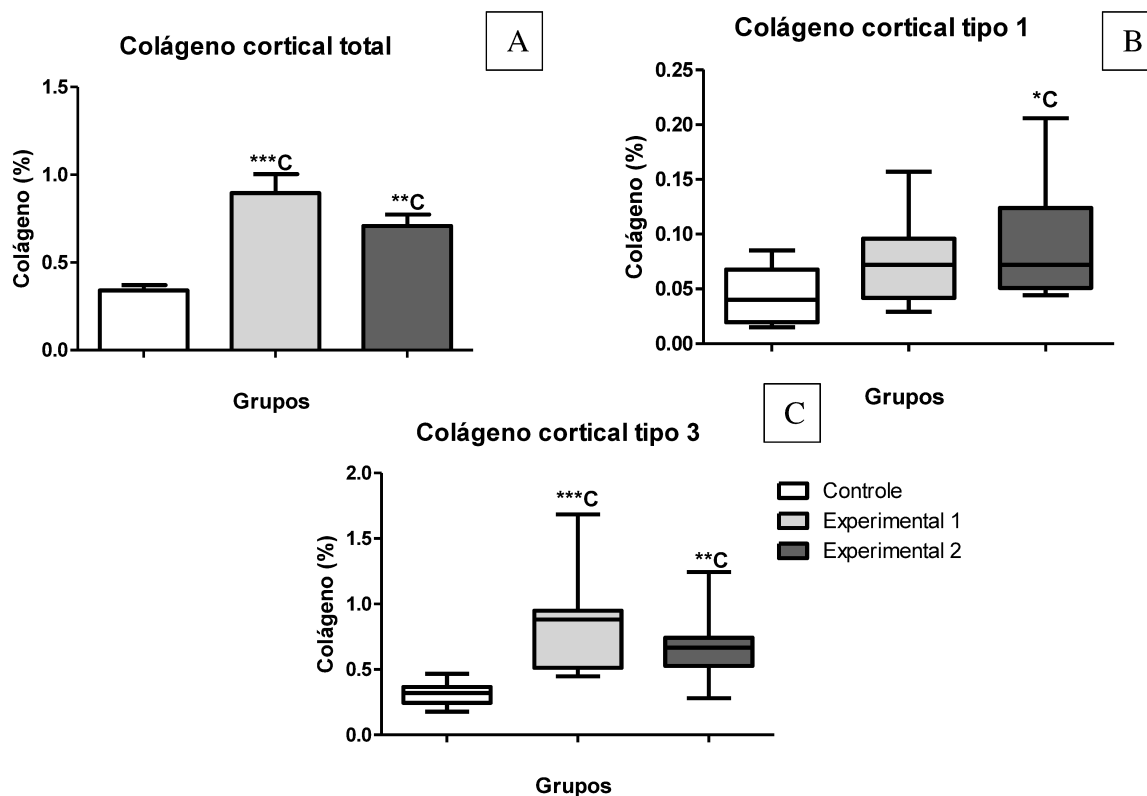 Colágeno cortical total
A
Colágeno (%)
1.5
1.0
0.5
0.0
***C
**C
Grupos
Colágeno cortical tipo 1
B
Colágeno (%)
0.25
0.20
0.15
0.10
0.05
0.00
*C
Grupos
Colágeno cortical tipo 3
C
Colágeno (%)
2.0
1.5
1.0
0.5
0.0
***C
**C
Grupos
Controle
Experimental 1
Experimental 2